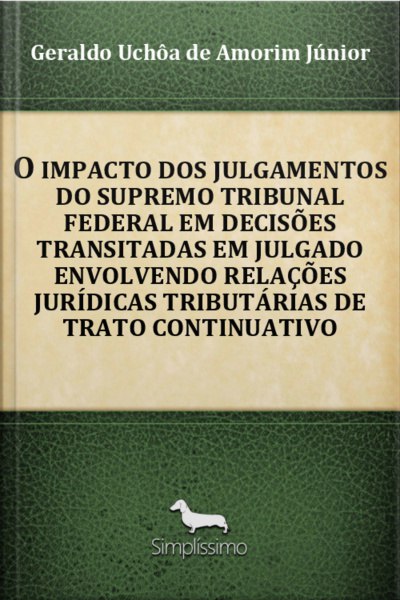 Geraldo Uchôa de Amorim Júnior
O IMPACTO DOS JULGAMENTOS
DO SUPREMO TRIBUNAL
FEDERAL EM DECISÕES
TRANSITADAS EM JULGADO
ENVOLVENDO RELAÇÕES
JURÍDICAS TRIBUTÁRIAS DE
TRATO CONTINUATIVO
Simplíssimo